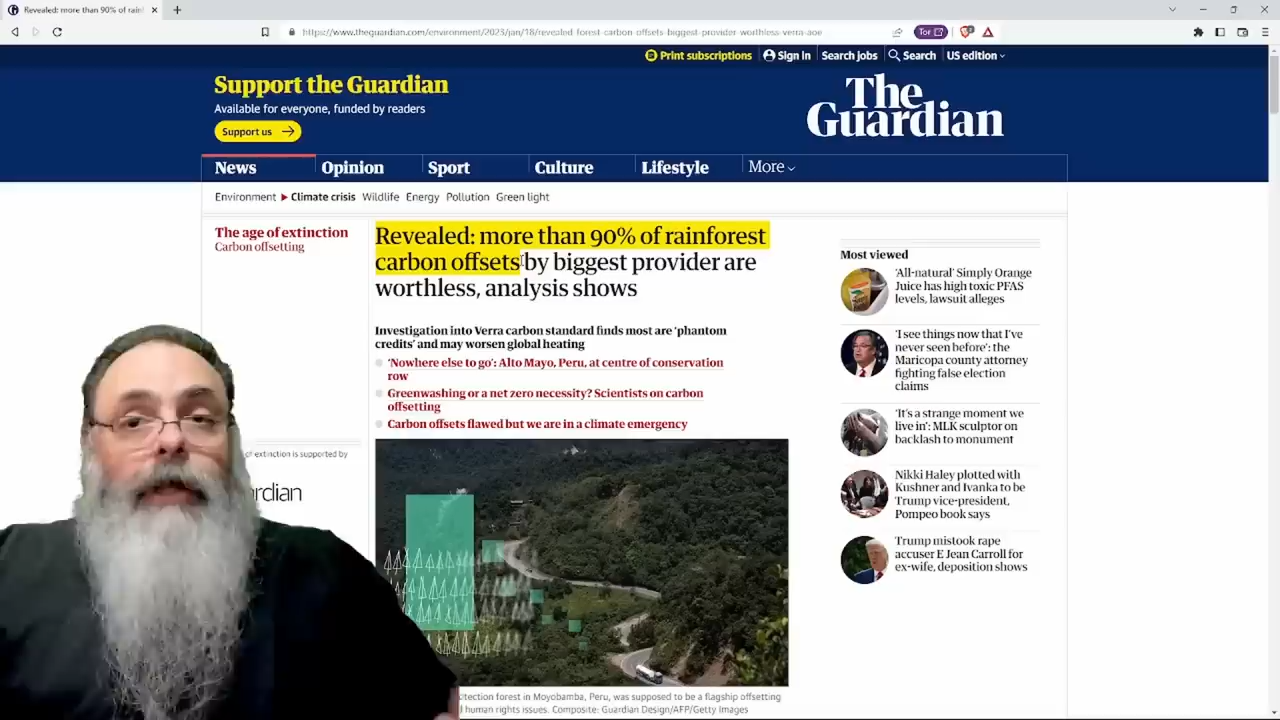 Revealed: more than 90% of rainf
https://www.theguardian.com/environment/2023/jan/18/revealed-forest-carbon-offsets-biggest-provider-worthless-verra-aoe
Tor
Print subscriptions
Sign in
Search jobs
Search
US edition
Support the Guardian
Available for everyone, funded by readers
Support us
The
Guardian
News
Opinion
Sport
Culture
Lifestyle
More
Environment
Climate crisis
Wildlife
Energy
Pollution
Green light
The age of extinction
Carbon offsetting
Revealed: more than 90% of rainforest
carbon offsets by biggest provider are
worthless, analysis shows
Investigation into Verra carbon standard finds most are ‘phantom
credits’ and may worsen global heating
‘Nowhere else to go’: Alto Mayo, Peru, at centre of conservation
row
Greenwashing or a net zero necessity? Scientists on carbon
offsetting
Carbon offsets flawed but we are in a climate emergency
of extinction is supported by
rdian
tection forest in Moyobamba, Peru, was supposed to be a flagship offsetting
human rights issues. Composite: Guardian Design/AFP/Getty Images
Most viewed
‘All-natural’ Simply Orange
Juice has high toxic PFAS
levels, lawsuit alleges
‘I see things now that I’ve
never seen before’: the
Maricopa county attorney
fighting false election
claims
‘It’s a strange moment we
live in’: MLK sculptor on
backlash to monument
Nikki Haley plotted with
Kushner and Ivanka to be
Trump vice-president,
Pompeo book says
Trump mistook rape
accuser E Jean Carroll for
ex-wife, deposition shows